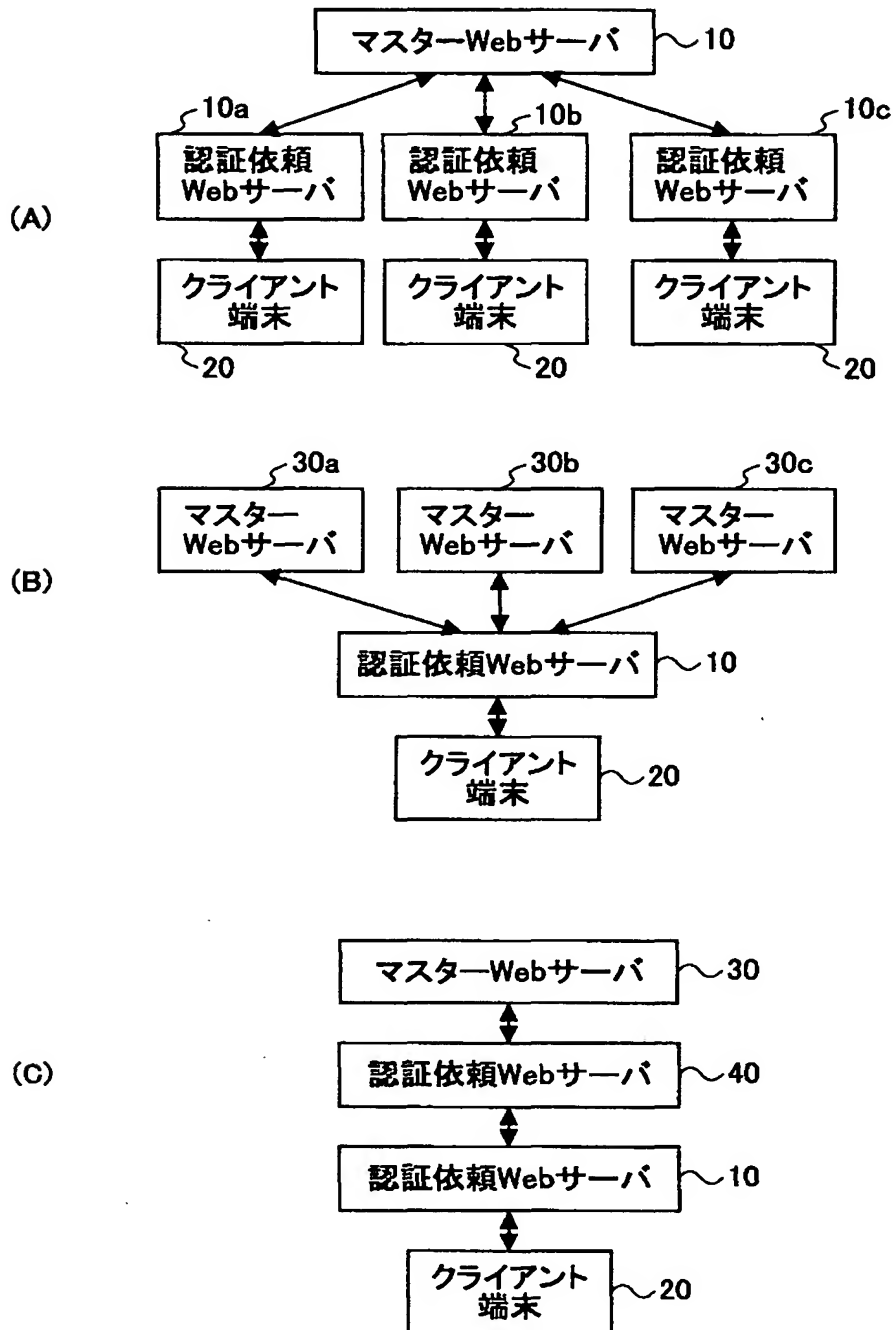 マスターWebサーバ 10
10a 10b 10c
認証依頼 認証依頼 認証依頼
Webサーバ Webサーバ Webサーバ
(A)
クライアント クライアント クライアント
端末 端末 端末
20 20 20
30a 30b 30c
マスター マスター マスター
Webサーバ Webサーバ Webサーバ
(B)
認証依頼Webサーバ 10
クライアント
端末
20
マスターWebサーバ 30
(C)
認証依頼Webサーバ 40
認証依頼Webサーバ 10
クライアント
端末
20